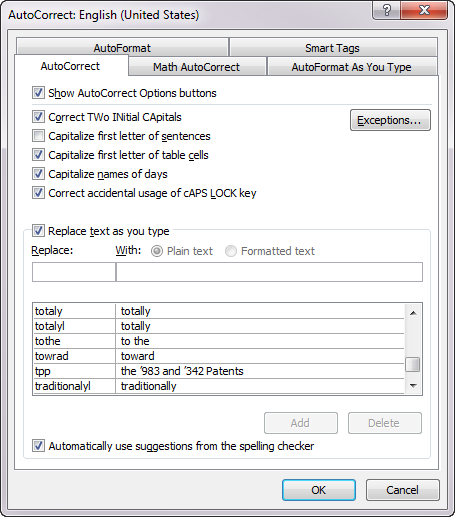 AutoCorrect: English (United States)
AutoFormat Smart Tags
AutoCorrect Math AutoCorrect AutoFormat As You Type
Show AutoCorrect Options buttons
Correct TWo INitial CApitals
Exceptions...
Capitalize first letter of sentences
Capitalize first letter of table cells
Capitalize names of days
Correct accidental usage of cAPS LOCK key
Replace text as you type
Replace: With: Plain text Formatted text
totaly totally
totalyl totally
tothe to the
towrad toward
tpp the ’983 and ’342 Patents
traditionalyl traditionally
Add Delete
Automatically use suggestions from the spelling checker
OK Cancel